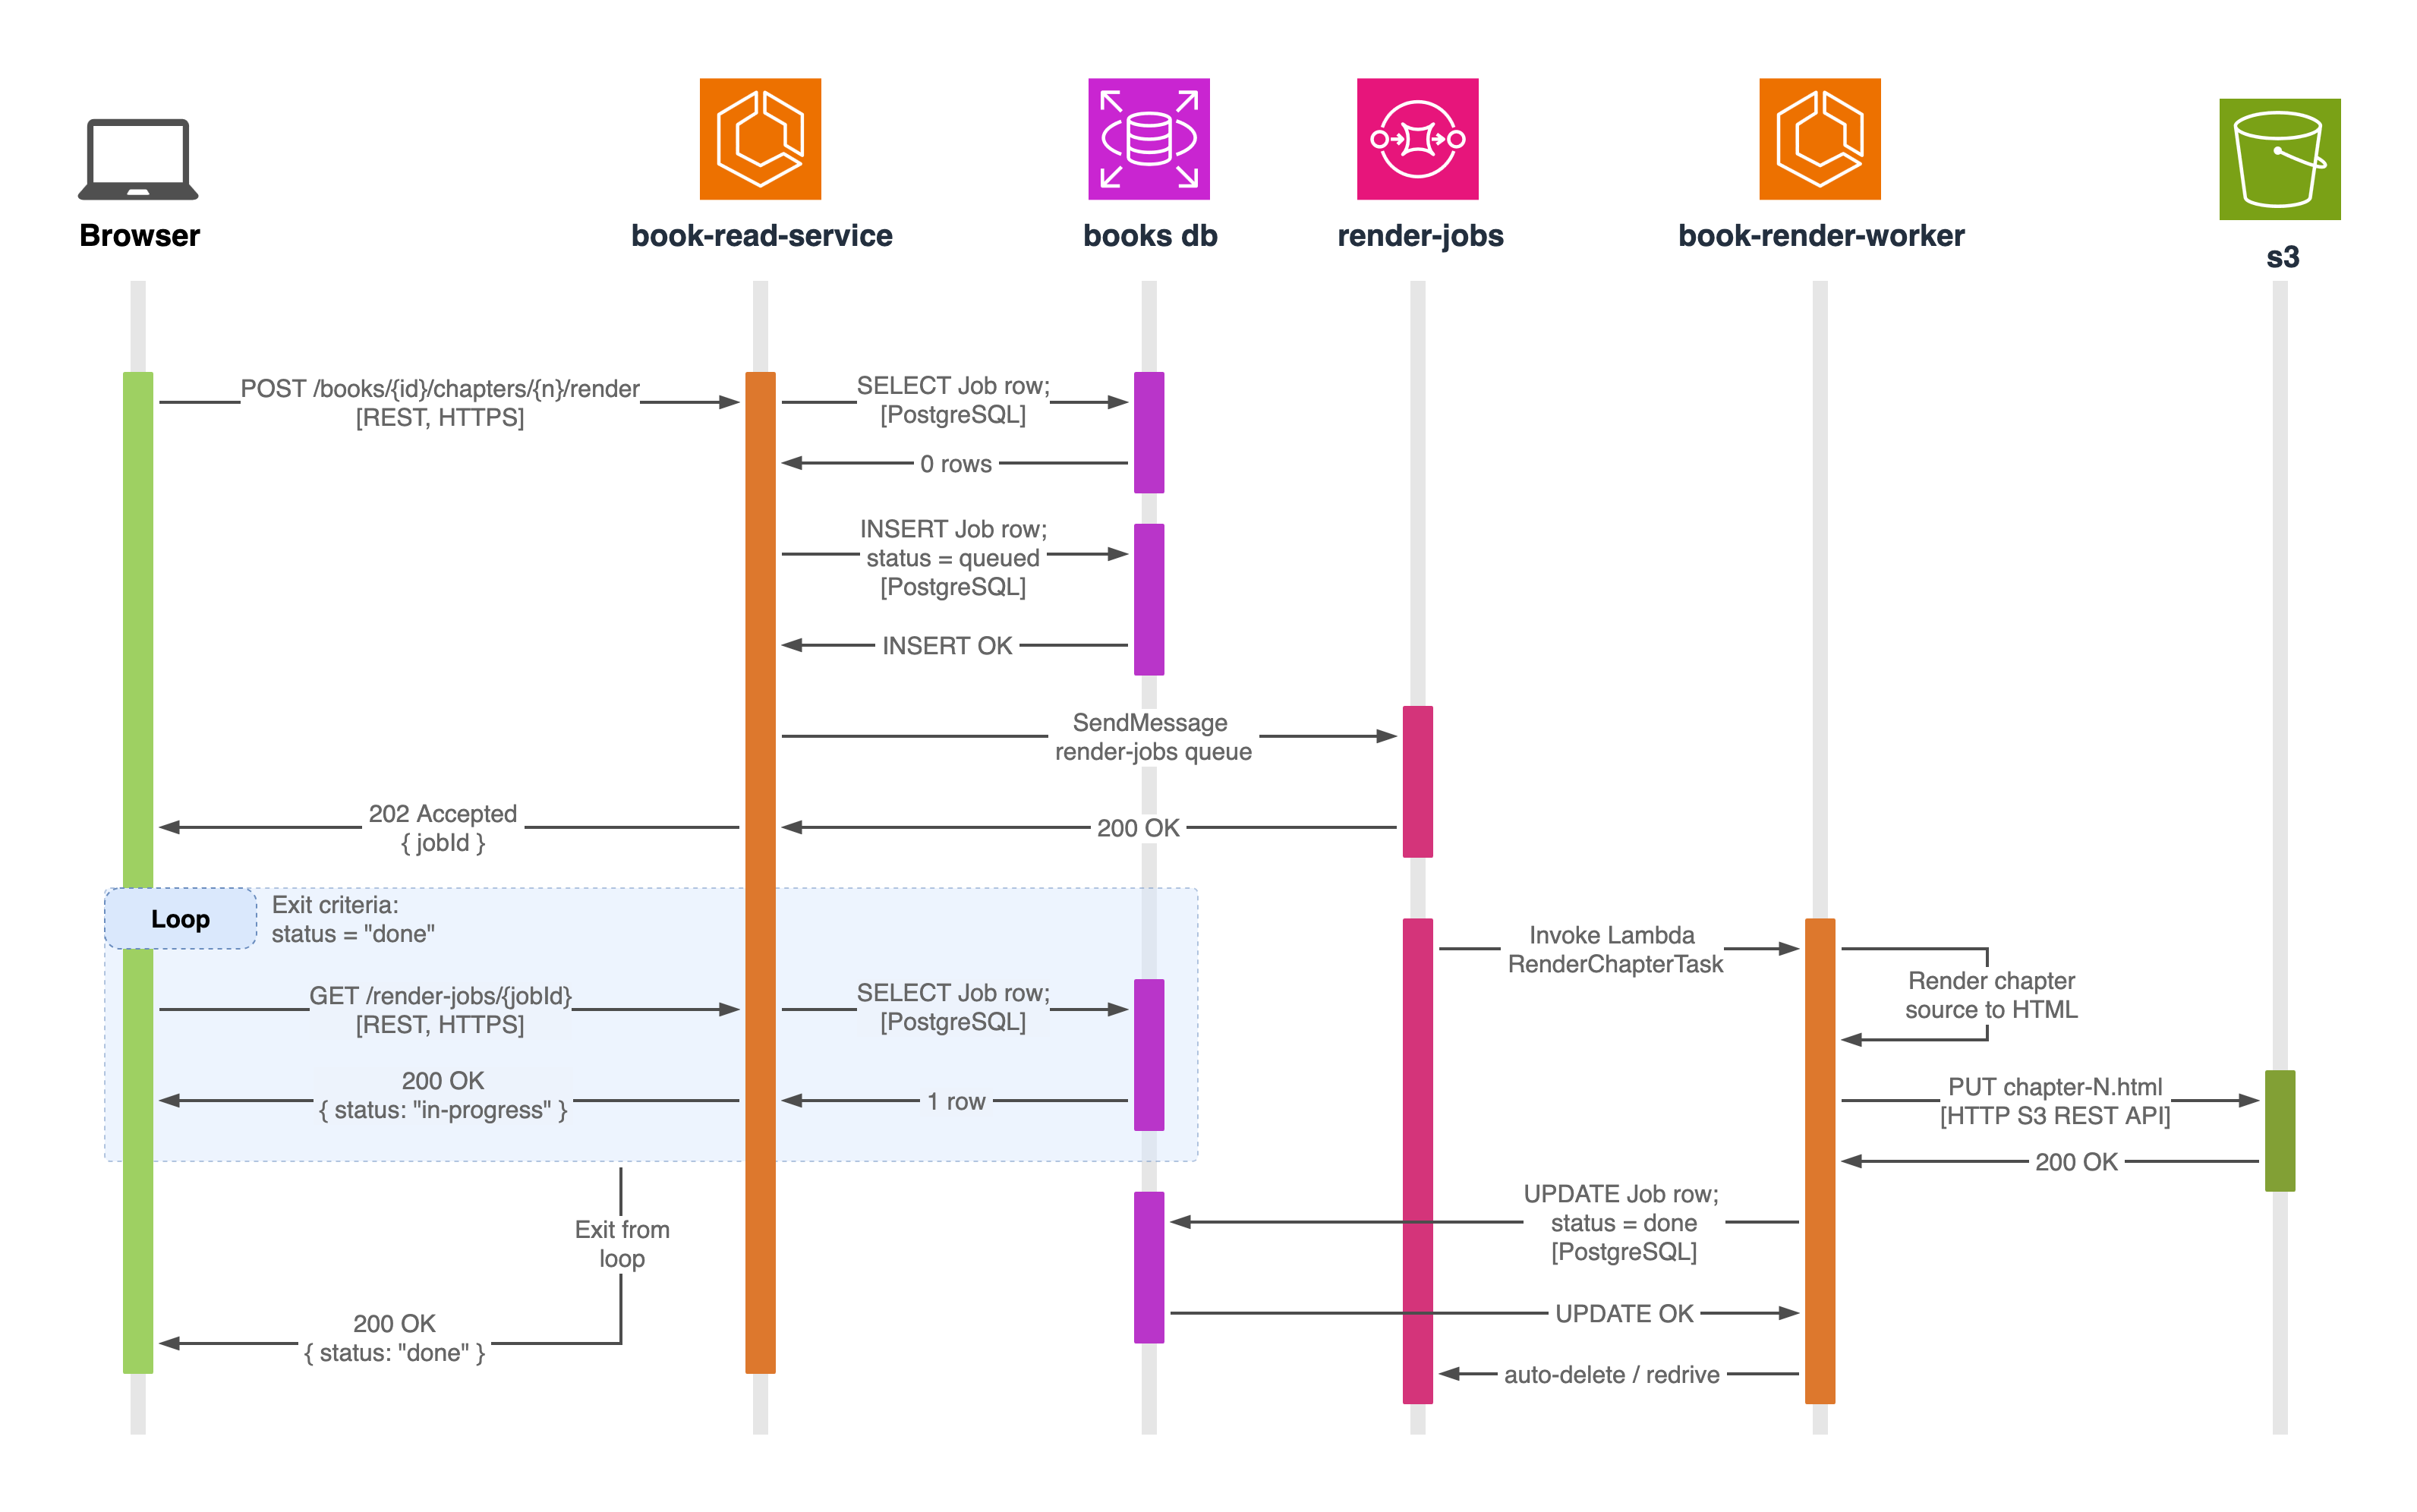 Browser
book-read-service
books db
render-jobs
book-render-worker
s3
POST /books/{id}/chapters/{n}/render
[REST, HTTPS]
SELECT Job row;
[PostgreSQL]
0 rows
INSERT Job row;
status = queued
[PostgreSQL]
INSERT OK
SendMessage
render-jobs queue
202 Accepted
{ jobId }
200 OK
Loop
Exit criteria:
status = "done"
Invoke Lambda
RenderChapterTask
Render chapter
source to HTML
GET /render-jobs/{jobId}
[REST, HTTPS]
SELECT Job row;
[PostgreSQL]
200 OK
{ status: "in-progress" }
1 row
PUT chapter-N.html
[HTTP S3 REST API]
200 OK
UPDATE Job row;
status = done
[PostgreSQL]
Exit from
loop
UPDATE OK
200 OK
{ status: "done" }
auto-delete / redrive